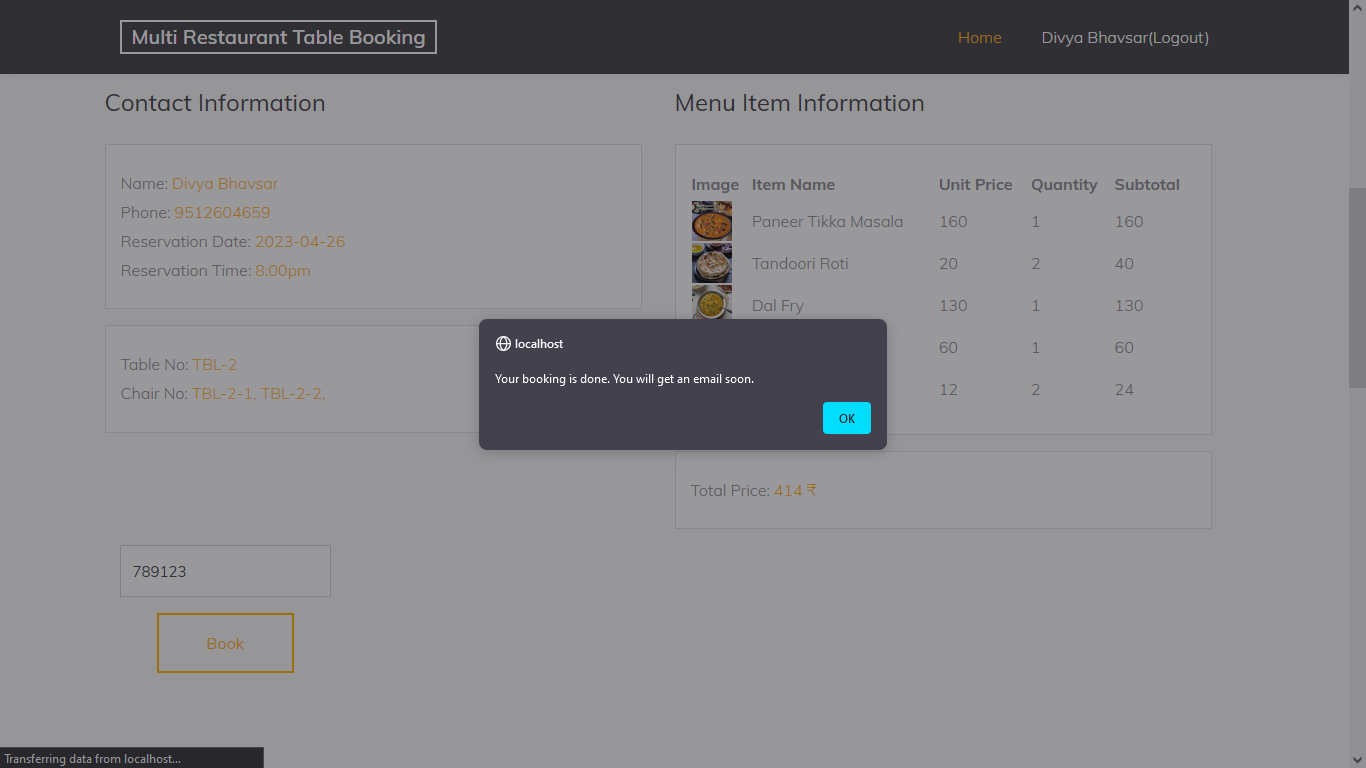 Multi Restaurant Table Booking
Home
Divya Bhavsar(Logout)
Contact Information
Name: Divya Bhavsar
Phone: 9512604659
Reservation Date: 2023-04-26
Reservation Time: 8:00pm
Table No: TBL-2
Chair No: TBL-2-1, TBL-2-2,
Menu Item Information
Image Item Name Unit Price Quantity Subtotal
Paneer Tikka Masala 160 1 160
Tandoori Roti 20 2 40
Dal Fry 130 1 130
60 1 60
12 2 24
Total Price: 414 ₹
localhost
Your booking is done. You will get an email soon.
OK
789123
Book
Transferring data from localhost...